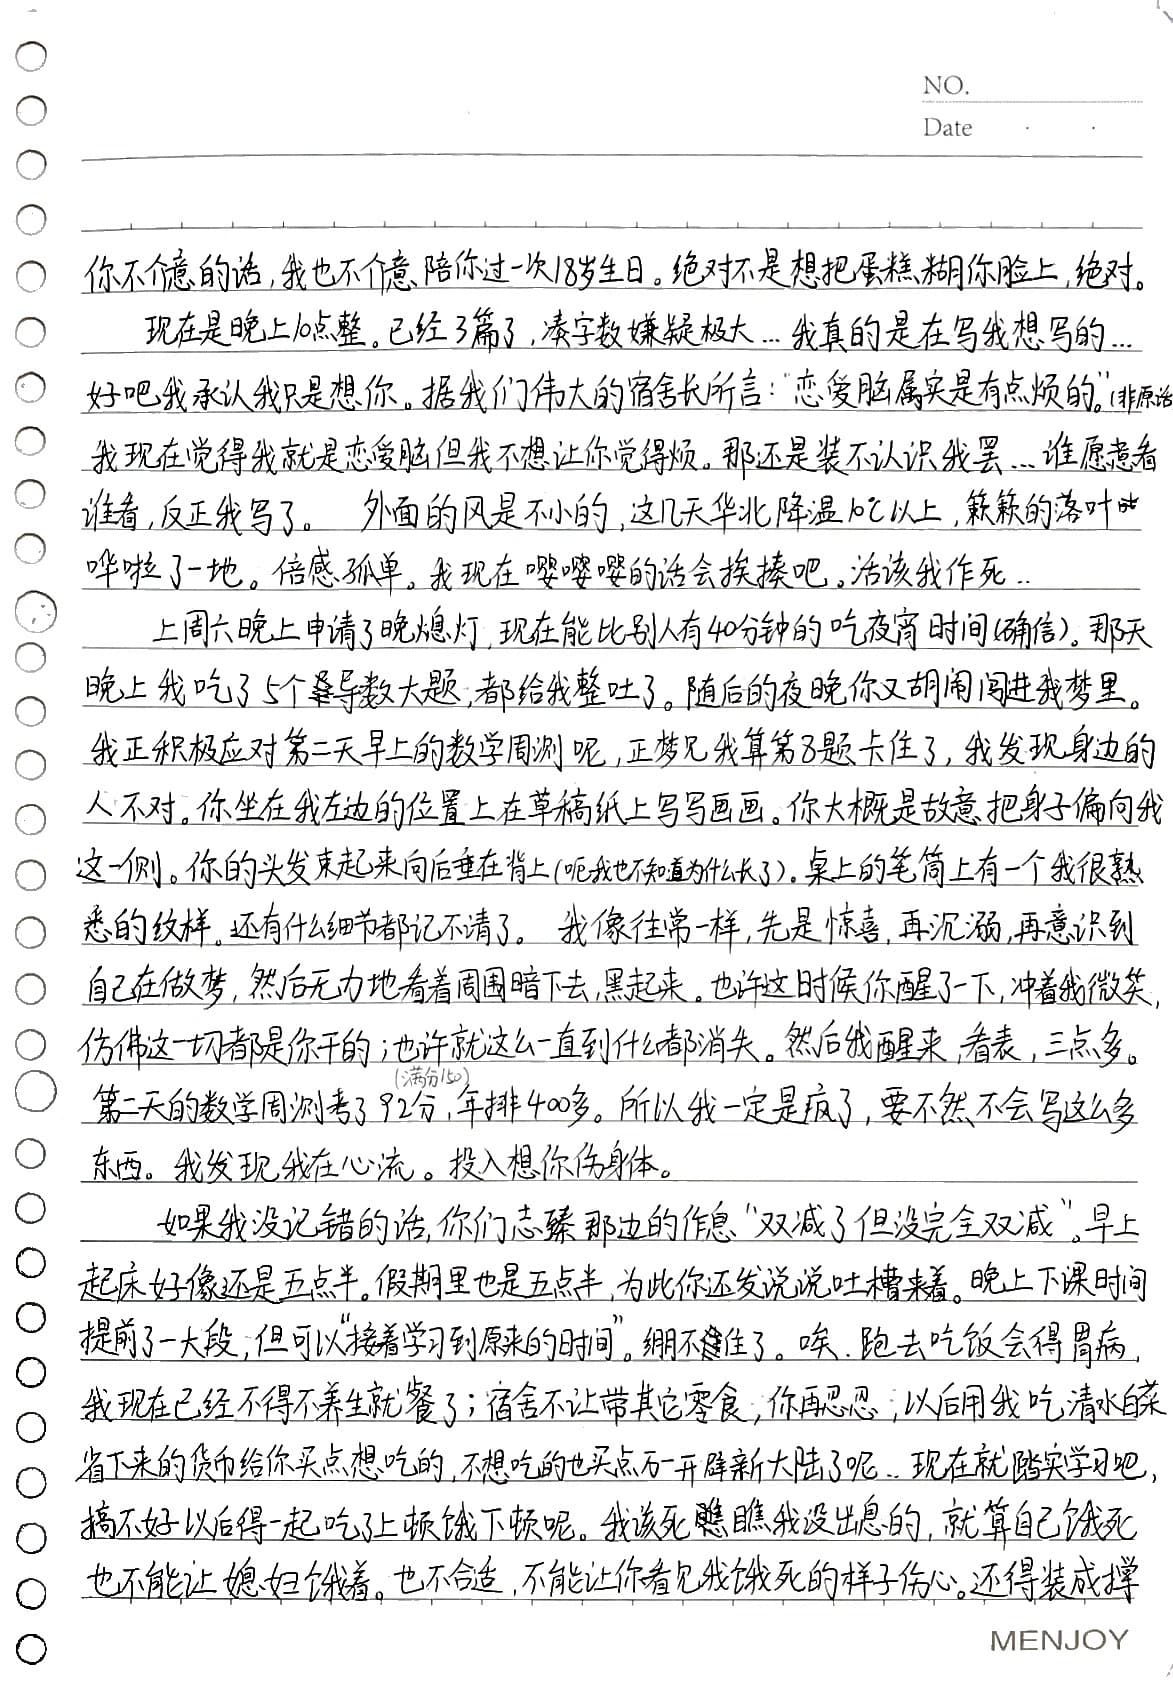 NO.
Date
你不介意的话,我也不介意陪你过一次18岁生日。绝对不是想把蛋糕糊你脸上,绝对。
现在是晚上10点整。已经3篇了,凑字数嫌疑极大...我真的是在写我想写的...
好吧我承认我只是想你。据我们伟大的宿舍长所言:“恋爱脑属实是有点烦的。”(非原话
我现在觉得我就是恋爱脑但我不想让你觉得烦。那还是装不认识我罢...谁愿意看
谁看,反正我写了。 外面的风是不小的,这几天华北降温10℃以上,簌簌的落叶
哗啦了一地。倍感孤单。我现在嘤嘤嘤的话会挨揍吧。活该我作死..
上周六晚上申请了晚熄灯,现在能比别人有40分钟的吃夜宵时间(确信)。那天
晚上我吃了5个导数大题,都给我整吐了。随后的夜晚你又胡闹闯进我梦里。
我正积极应对第二天早上的数学周测呢,正梦见我算第8题卡住了,我发现身边的
人不对。你坐在我左边的位置上在草稿纸上写写画画。你大概是故意把身子偏向我
这一侧。你的头发束起来向后垂在背上(呃我也不知道为什么长了)。桌上的笔筒上有一个我很熟
悉的纹样。还有什么细节都记不清了。 我像往常一样,先是惊喜,再沉溺,再意识到
自己在做梦,然后无力地看着周围暗下去,黑起来。也许这时候你醒了一下,冲着我微笑,
仿佛这一切都是你干的;也许就这么一直到什么都消失。然后我醒来,看表,三点多。
(满分150)
第二天的数学周测考了92分,年排400多。所以我一定是疯了,要不然不会写这么多
东西。我发现我在心流。投入想你伤身体。
如果我没记错的话,你们志臻那边的作息“双减了但没完全双减”。早上
起床好像还是五点半。假期里也是五点半,为此你还发说说吐槽来着。晚上下课时间
提前了一大段,但可以“接着学习到原来的时间”。绷不住了。唉.跑去吃饭会得胃病,
我现在已经不得不养生就餐了;宿舍不让带其它零食,你再忍忍,以后用我吃清水白菜
省下来的货币给你买点想吃的,不想吃的也买点万一开辟新大陆了呢..现在就踏实学习吧,
搞不好以后得一起吃了上顿饿下顿呢。我该死瞧我没出息的,就算自己饿死
也不能让媳妇饿着。也不合适,不能让你看见我饿死的样子伤心。还得装成撑
MENJOY